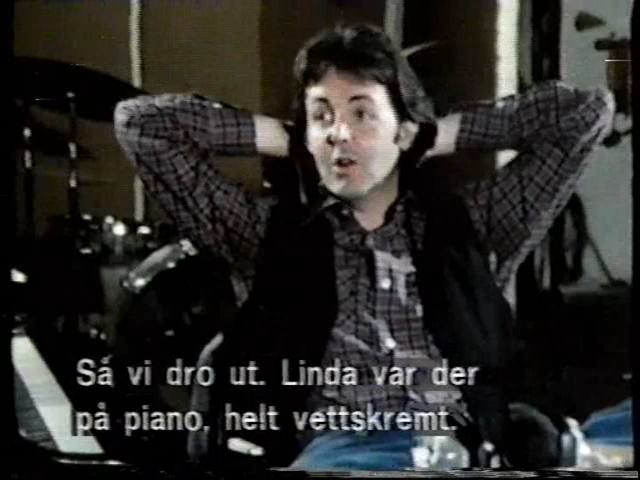 Så vi dro ut. Linda var der
på piano, helt vettskremt.